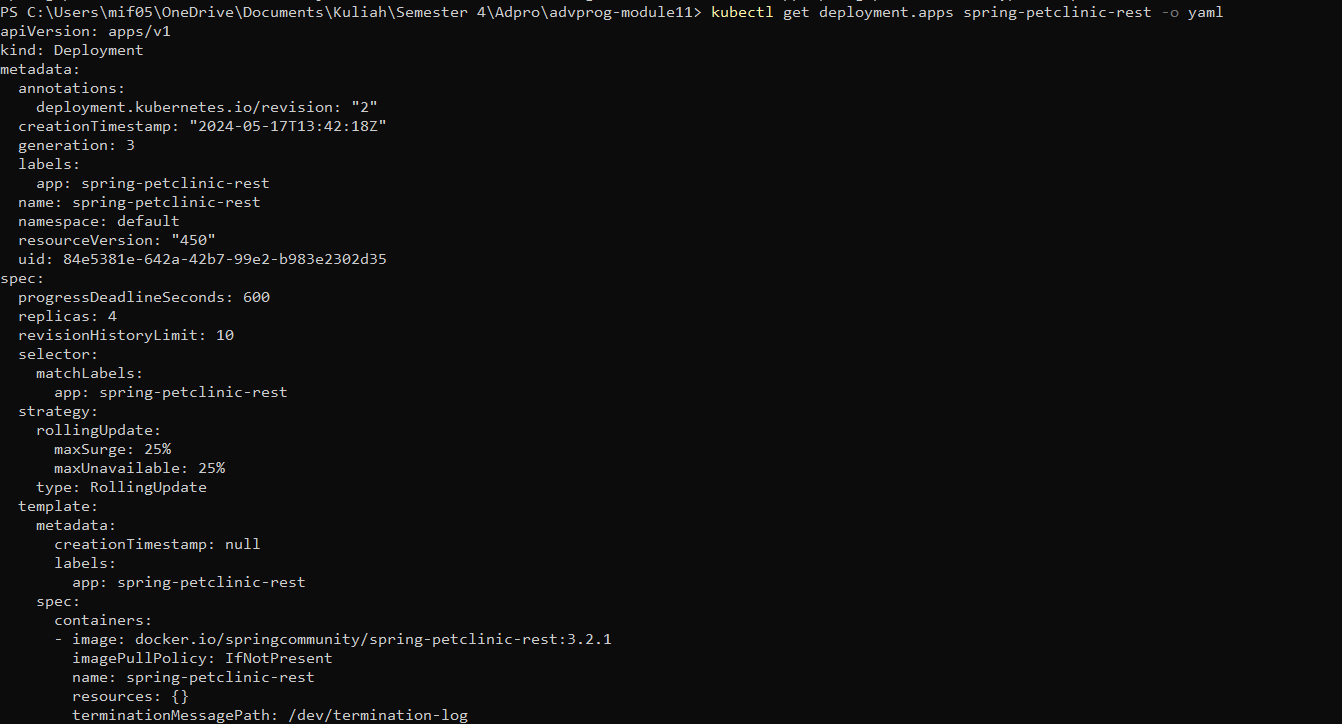 PS C:\Users\mif05\OneDrive\Documents\Kuliah\Semester 4\Adpro\advprog-module11> kubectl get deployment.apps spring-petclinic-rest -o yaml
apiVersion: apps/v1
kind: Deployment
metadata:
  annotations:
    deployment.kubernetes.io/revision: "2"
  creationTimestamp: "2024-05-17T13:42:18Z"
  generation: 3
  labels:
    app: spring-petclinic-rest
  name: spring-petclinic-rest
  namespace: default
  resourceVersion: "450"
  uid: 84e5381e-642a-42b7-99e2-b983e2302d35
spec:
  progressDeadlineSeconds: 600
  replicas: 4
  revisionHistoryLimit: 10
  selector:
    matchLabels:
      app: spring-petclinic-rest
  strategy:
    rollingUpdate:
      maxSurge: 25%
      maxUnavailable: 25%
    type: RollingUpdate
  template:
    metadata:
      creationTimestamp: null
      labels:
        app: spring-petclinic-rest
    spec:
      containers:
      - image: docker.io/springcommunity/spring-petclinic-rest:3.2.1
        imagePullPolicy: IfNotPresent
        name: spring-petclinic-rest
        resources: {}
        terminationMessagePath: /dev/termination-log